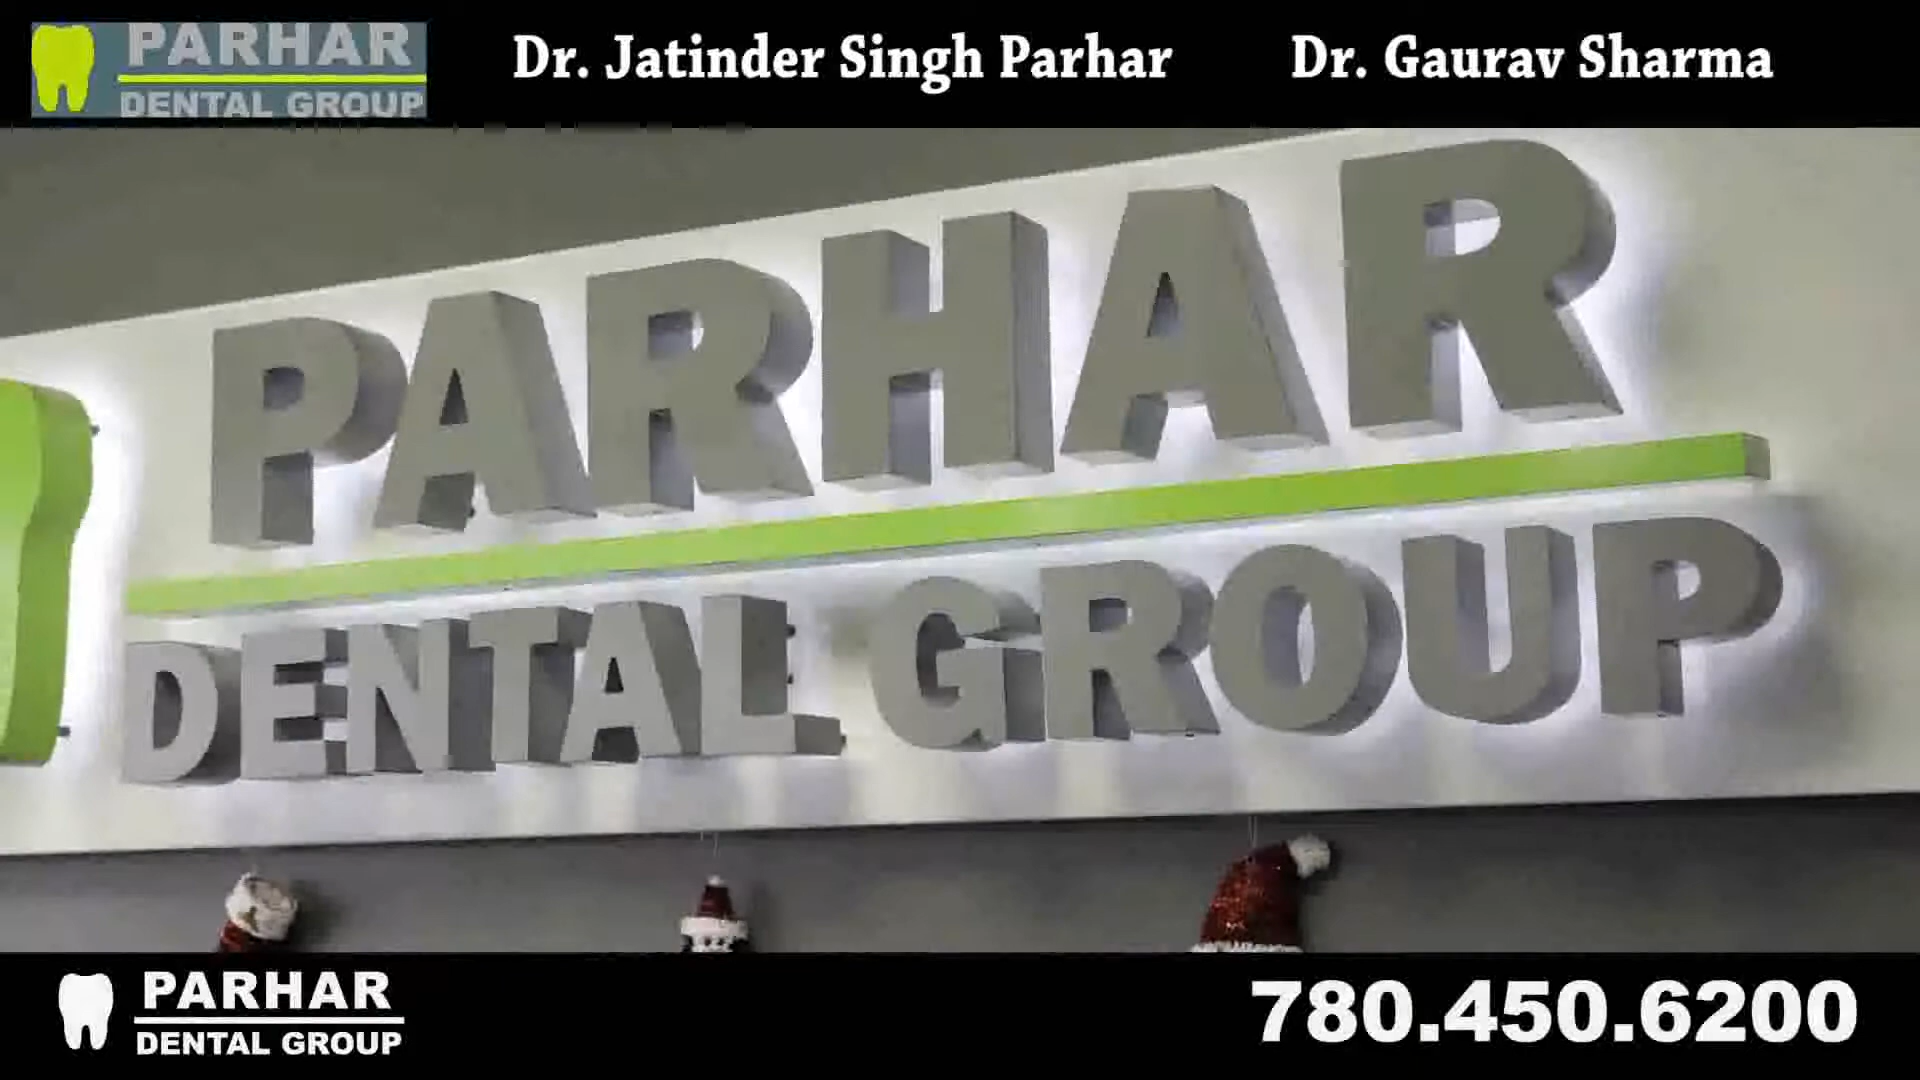 PARHAR
DENTAL GROUP
Dr. Jatinder Singh Parhar
Dr. Gaurav Sharma
PARHAR
DENTAL GROUP
PARHAR
DENTAL GROUP
780.450.6200